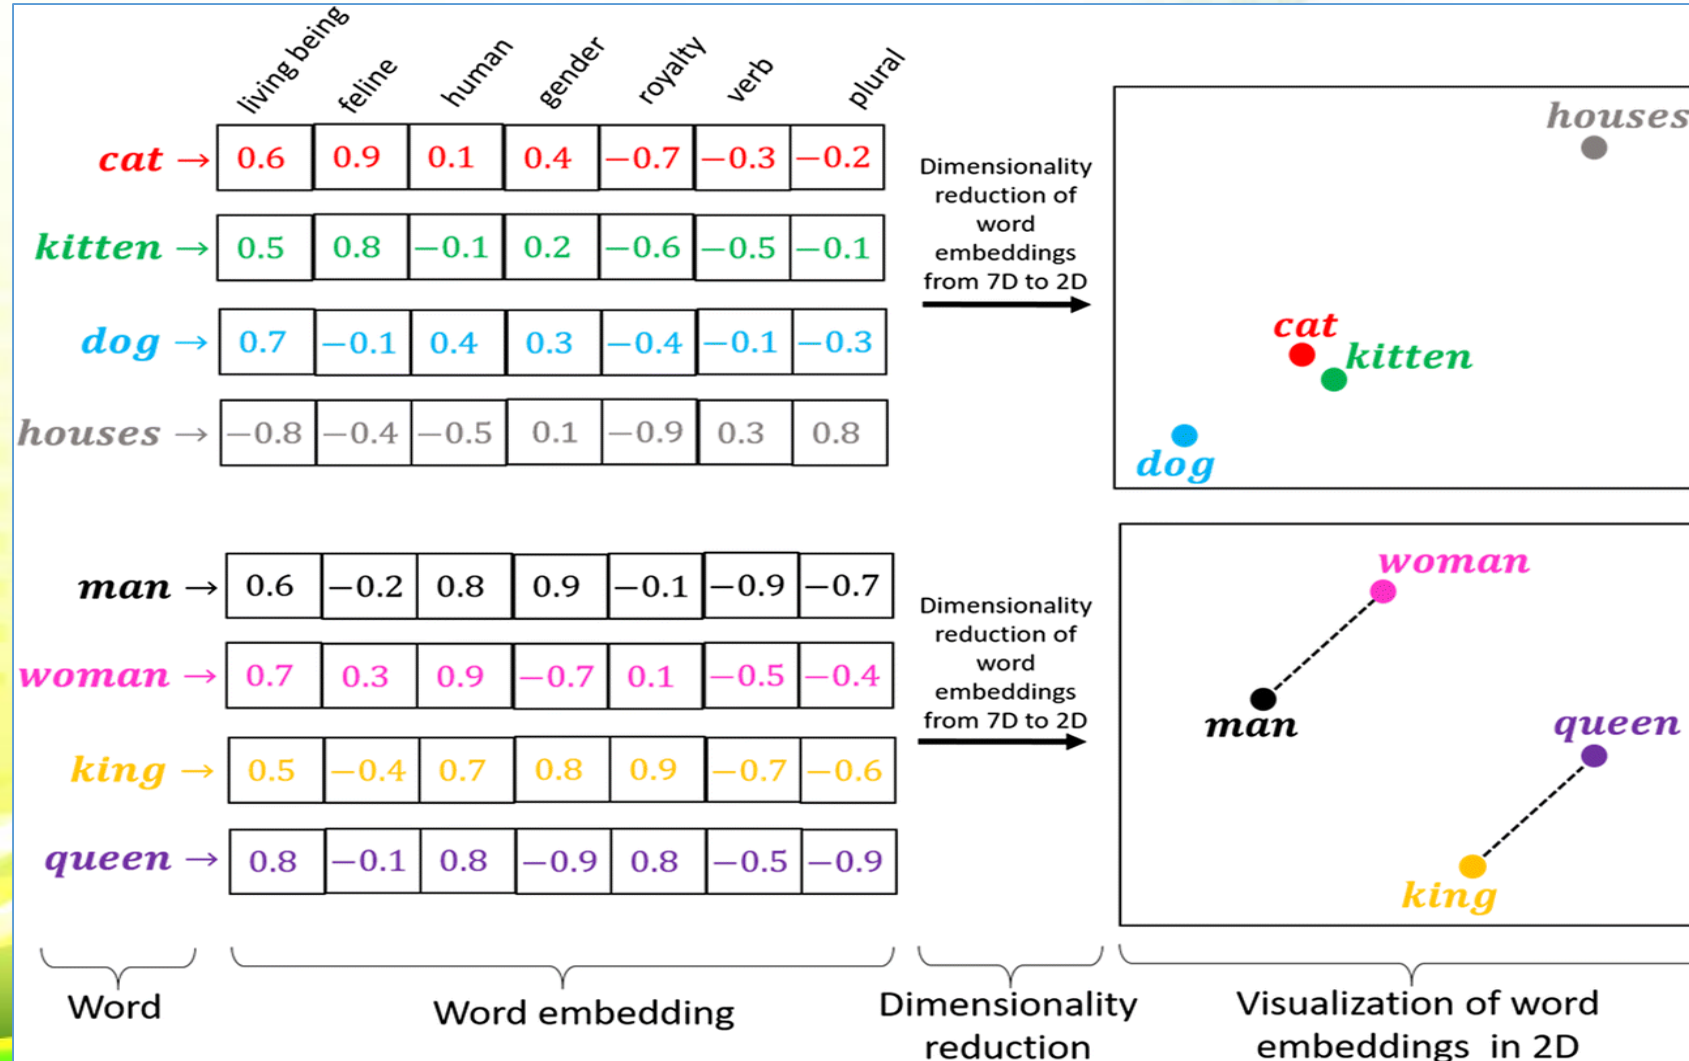 living being feline human gender royalty verb plural
cat → 0.6 0.9 0.1 0.4 −0.7 −0.3 −0.2
kitten → 0.5 0.8 −0.1 0.2 −0.6 −0.5 −0.1
dog → 0.7 −0.1 0.4 0.3 −0.4 −0.1 −0.3
houses → −0.8 −0.4 −0.5 0.1 −0.9 0.3 0.8
Dimensionality
reduction of
word
embeddings
from 7D to 2D
houses
cat
kitten
dog
man → 0.6 −0.2 0.8 0.9 −0.1 −0.9 −0.7
woman → 0.7 0.3 0.9 −0.7 0.1 −0.5 −0.4
king → 0.5 −0.4 0.7 0.8 0.9 −0.7 −0.6
queen → 0.8 −0.1 0.8 −0.9 0.8 −0.5 −0.9
Dimensionality
reduction of
word
embeddings
from 7D to 2D
woman
man
queen
king
Word
Word embedding
Dimensionality
reduction
Visualization of word
embeddings in 2D